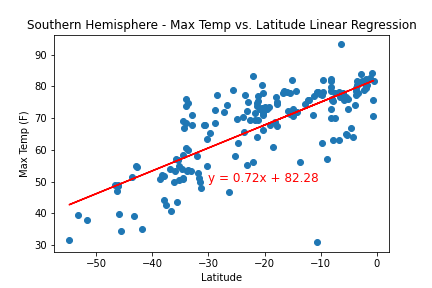 Southern Hemisphere - Max Temp vs. Latitude Linear Regression
Max Temp (F)
90
80
70
60
50
40
30
y = 0.72x + 82.28
−50 −40 −30 −20 −10 0
Latitude